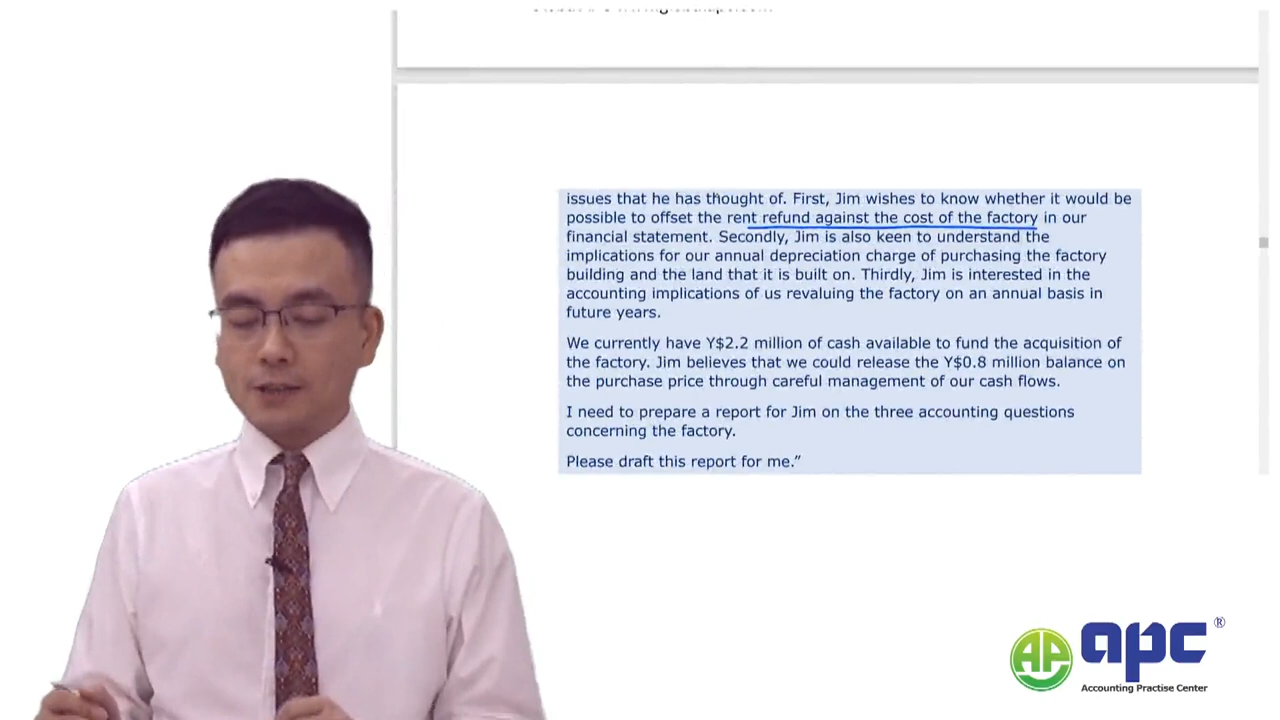 issues that he has thought of. First, Jim wishes to know whether it would be
possible to offset the rent refund against the cost of the factory in our
financial statement. Secondly, Jim is also keen to understand the
implications for our annual depreciation charge of purchasing the factory
building and the land that it is built on. Thirdly, Jim is interested in the
accounting implications of us revaluing the factory on an annual basis in
future years.
We currently have Y$2.2 million of cash available to fund the acquisition of
the factory. Jim believes that we could release the Y$0.8 million balance on
the purchase price through careful management of our cash flows.
I need to prepare a report for Jim on the three accounting questions
concerning the factory.
Please draft this report for me.”
AP apc ®
Accounting Practise Center